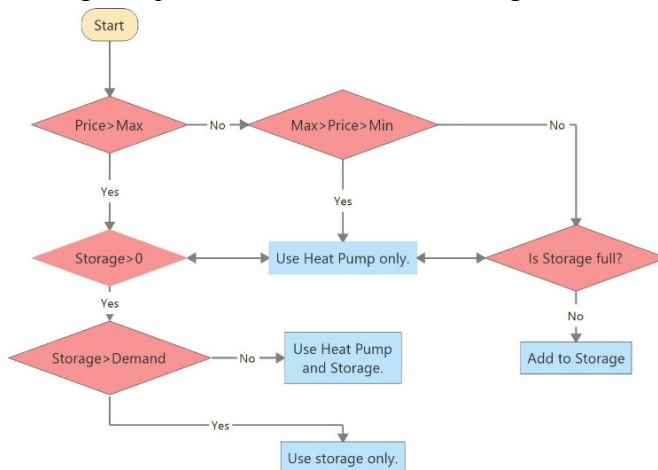 Start
Price>Max
No
Max>Price>Min
No
Yes
Yes
Storage>0
Use Heat Pump only.
Is Storage full?
Yes
No
Storage>Demand
No
Use Heat Pump
and Storage.
Add to Storage
Yes
Use storage only.